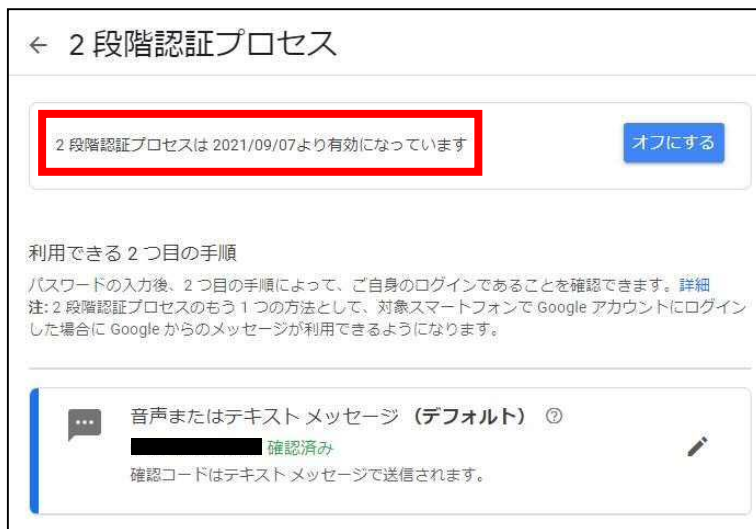 ← 2 段階認証プロセス
2 段階認証プロセスは 2021/09/07より有効になっています
オフにする
利用できる 2 つ目の手順
パスワードの入力後、2 つ目の手順によって、ご自身のログインであることを確認できます。詳細
注: 2 段階認証プロセスのもう 1 つの方法として、対象スマートフォンで Google アカウントにログイン
した場合に Google からのメッセージが利用できるようになります。
音声またはテキスト メッセージ （デフォルト）
確認済み
確認コードはテキスト メッセージで送信されます。